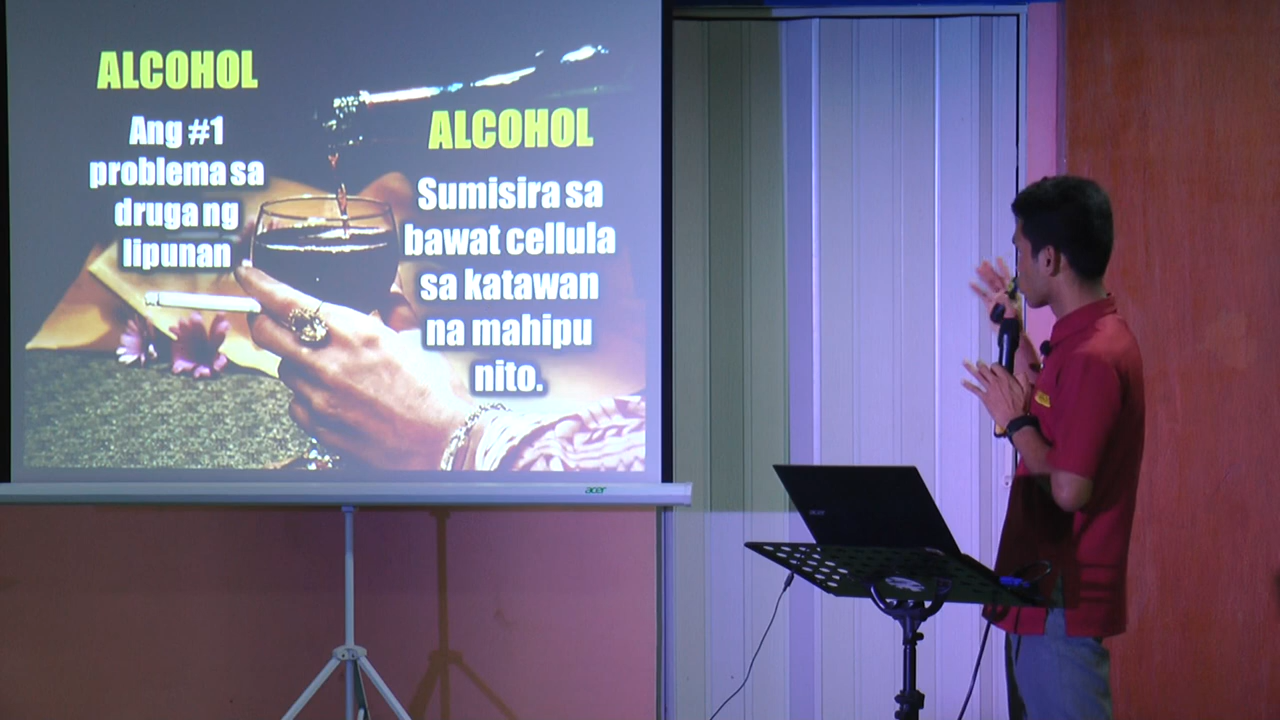 ALCOHOL
Ang #1
problema sa
druga ng
lipunan
ALCOHOL
Sumisira sa
bawat cellula
sa katawan
na mahipu
nito.
acer
acer